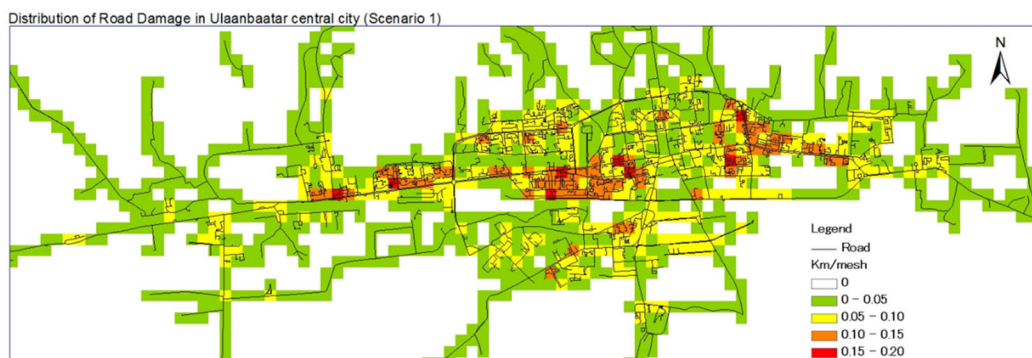 Distribution of Road Damage in Ulaanbaatar central city (Scenario 1)
N
Legend
Road
Km/mesh
0
0 - 0.05
0.05 - 0.10
0.10 - 0.15
0.15 - 0.20